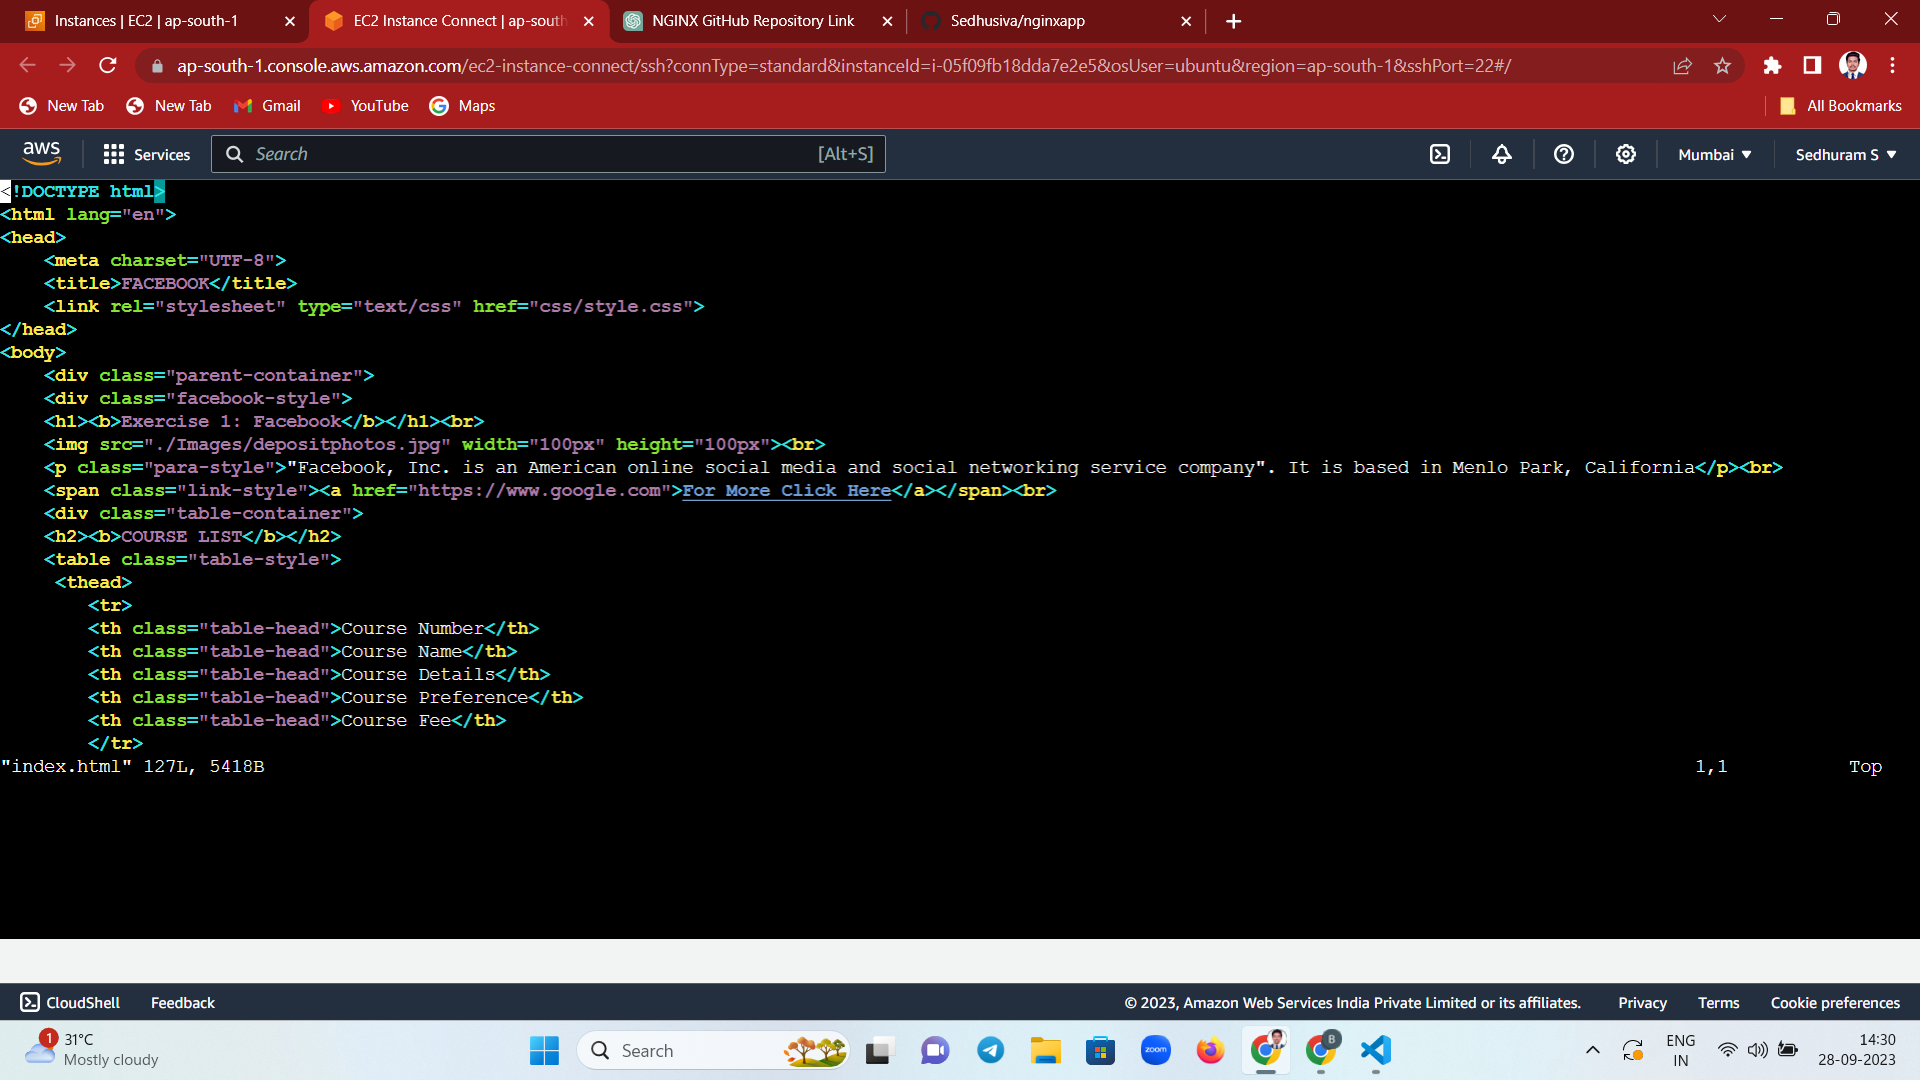 Instances | EC2 | ap-south-1
EC2 Instance Connect | ap-south
NGINX GitHub Repository Link
Sedhusiva/nginxapp
ap-south-1.console.aws.amazon.com/ec2-instance-connect/ssh?connType=standard&instanceId=i-05f09fb18dda7e2e5&osUser=ubuntu&region=ap-south-1&sshPort=22#/
New Tab
New Tab
Gmail
YouTube
Maps
All Bookmarks
aws
Services
Search
[Alt+S]
Mumbai
Sedhuram S
<!DOCTYPE html>
<html lang="en">
<head>
    <meta charset="UTF-8">
    <title>FACEBOOK</title>
    <link rel="stylesheet" type="text/css" href="css/style.css">
</head>
<body>
    <div class="parent-container">
    <div class="facebook-style">
    <h1><b>Exercise 1: Facebook</b></h1><br>
    <img src="./Images/depositphotos.jpg" width="100px" height="100px"><br>
    <p class="para-style">"Facebook, Inc. is an American online social media and social networking service company". It is based in Menlo Park, California</p><br>
    <span class="link-style"><a href="https://www.google.com">For More Click Here</a></span><br>
    <div class="table-container">
    <h2><b>COURSE LIST</b></h2>
    <table class="table-style">
     <thead>
        <tr>
        <th class="table-head">Course Number</th>
        <th class="table-head">Course Name</th>
        <th class="table-head">Course Details</th>
        <th class="table-head">Course Preference</th>
        <th class="table-head">Course Fee</th>
        </tr>
"index.html" 127L, 5418B 1,1 Top
CloudShell
Feedback
© 2023, Amazon Web Services India Private Limited or its affiliates.
Privacy
Terms
Cookie preferences
1
31°C
Mostly cloudy
Search
zoom
B
ENG
IN
14:30
28-09-2023